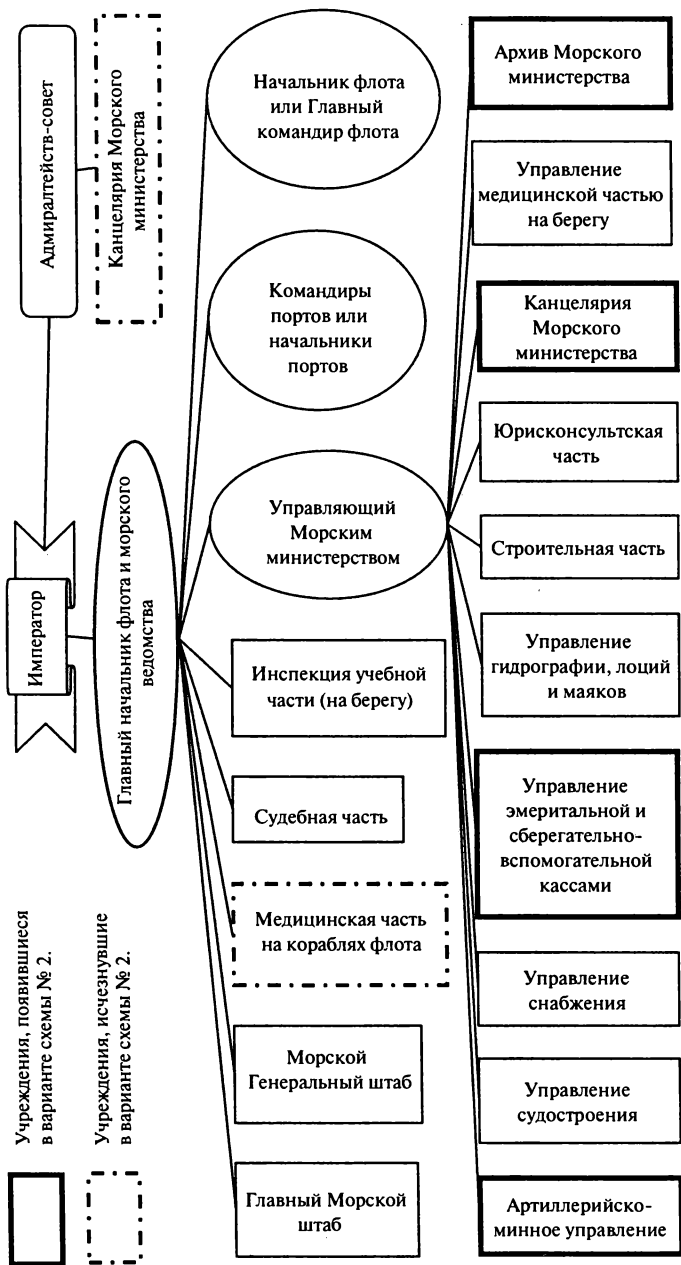 Адмиралтейств-совет
Канцелярия Морского
министерства
Император
Главный начальник флота и морского
ведомства
Учреждения, появившиеся
в варианте схемы № 2.
Учреждения, исчезнувшие
в варианте схемы № 2.
Начальник флота
или Главный
командир флота
Командиры
портов или
начальники
портов
Управляющий
Морским
министерством
Инспекция учебной
части (на берегу)
Судебная часть
Медицинская часть
на кораблях флота
Морской
Генеральный штаб
Главный Морской
штаб
Архив Морского
министерства
Управление
медицинской частью
на берегу
Канцелярия
Морского
министерства
Юрисконсультская
часть
Строительная часть
Управление
гидрографии, лоций
и маяков
Управление
эмеритальной и
сберегательно-
вспомогательной
кассами
Управление
снабжения
Управление
судостроения
Артиллерийско-
минное управление